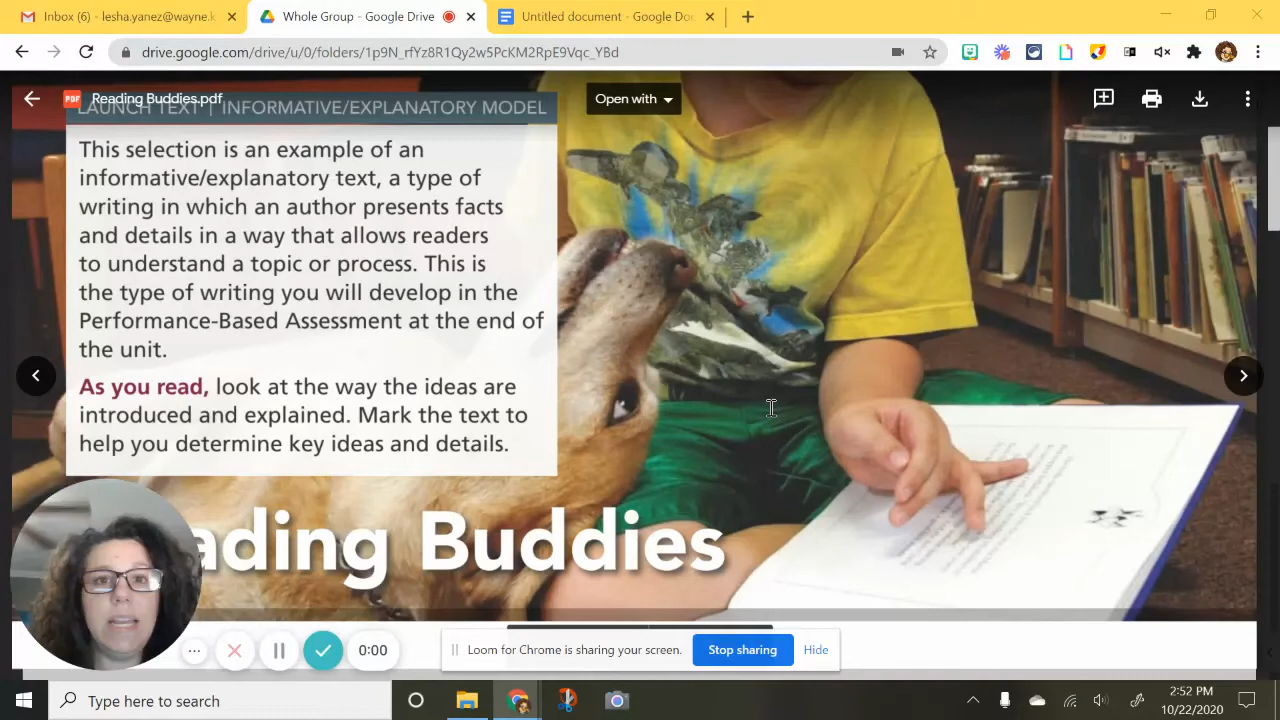 Inbox (6) - lesha.yanez@wayne.k
Whole Group - Google Drive
Untitled document - Google Doc
drive.google.com/drive/u/0/folders/1p9N_rfYz8R1Qy2w5PcKM2RpE9Vqc_YBd
Reading Buddies.pdf
Open with
LAUNCH TEXT | INFORMATIVE/EXPLANATORY MODEL
This selection is an example of an
informative/explanatory text, a type of
writing in which an author presents facts
and details in a way that allows readers
to understand a topic or process. This is
the type of writing you will develop in the
Performance-Based Assessment at the end of
the unit.
As you read, look at the way the ideas are
introduced and explained. Mark the text to
help you determine key ideas and details.
ading Buddies
0:00
Loom for Chrome is sharing your screen.
Stop sharing
Hide
Type here to search
2:52 PM
10/22/2020